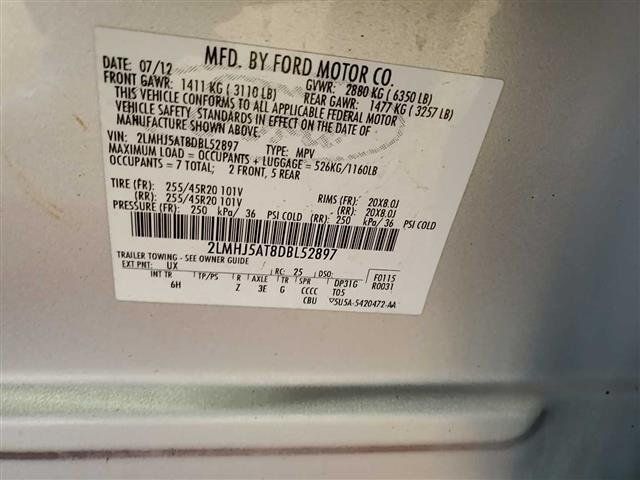 MFD. BY FORD MOTOR CO.
DATE: 07/12 GVWR: 2880 KG ( 6350 LB)
FRONT GAWR: 1411 KG ( 3110 LB) REAR GAWR: 1477 KG ( 3257 LB)
THIS VEHICLE CONFORMS TO ALL APPLICABLE FEDERAL MOTOR
VEHICLE SAFETY STANDARDS IN EFFECT ON THE DATE OF
MANUFACTURE SHOWN ABOVE.
VIN: 2LMHJ5AT8DBL52897 TYPE: MPV
MAXIMUM LOAD = OCCUPANTS + LUGGAGE = 526KG/1160LB
OCCUPANTS = 7 TOTAL; 2 FRONT, 5 REAR
TIRE (FR): 255/45R20 101V RIMS (FR): 20X8.0J
(RR): 255/45R20 101V (RR): 20X8.0J
PRESSURE (FR): 250 kPa/ 36 PSI COLD (RR) 250 kPa/ 36 PSI COLD
2LMHJ5AT8DBL52897
TRAILER TOWING - SEE OWNER GUIDE
EXT PNT: UX RC: 25 DSO: F0115
INT TR TP/PS R AXLE TR SPR DP31G R0031
6H Z 3E G CCCC T05
CBU 5U5A-5420472-AA